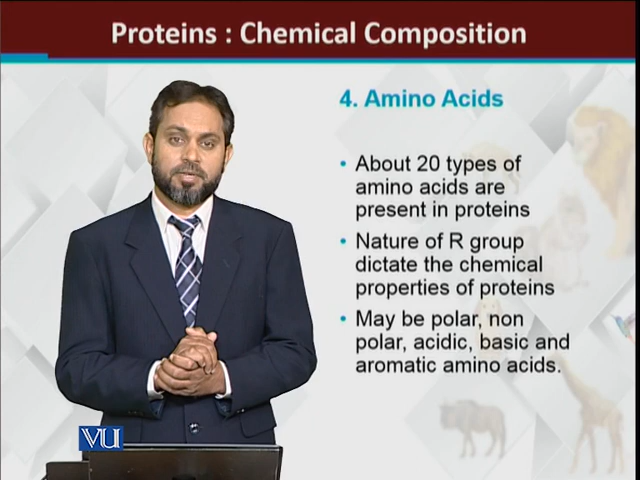 Proteins : Chemical Composition
4. Amino Acids
• About 20 types of
amino acids are
present in proteins
• Nature of R group
dictate the chemical
properties of proteins
• May be polar, non
polar, acidic, basic and
aromatic amino acids.
VU